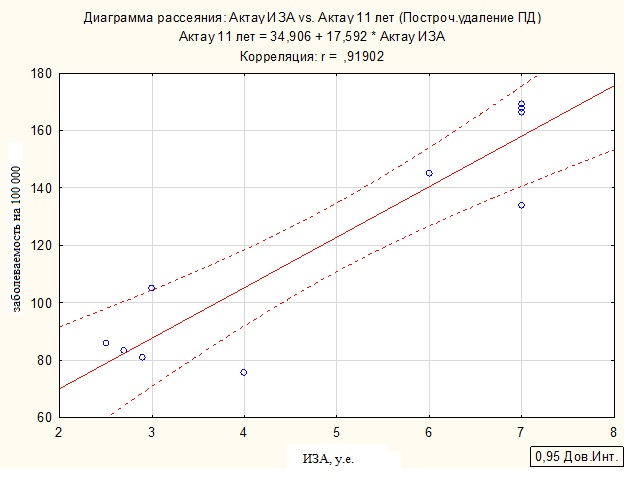 Диаграмма рассеяния: Актау ИЗА vs. Актау 11 лет (Построч.удаление ПД)
Актау 11 лет = 34,906 + 17,592 * Актау ИЗА
Корреляция: r = ,91902
180
160
140
120
100
80
60
заболеваемость на 100 000
2 3 4 5 6 7 8
ИЗА, у.е.
0,95 Дов.Инт.